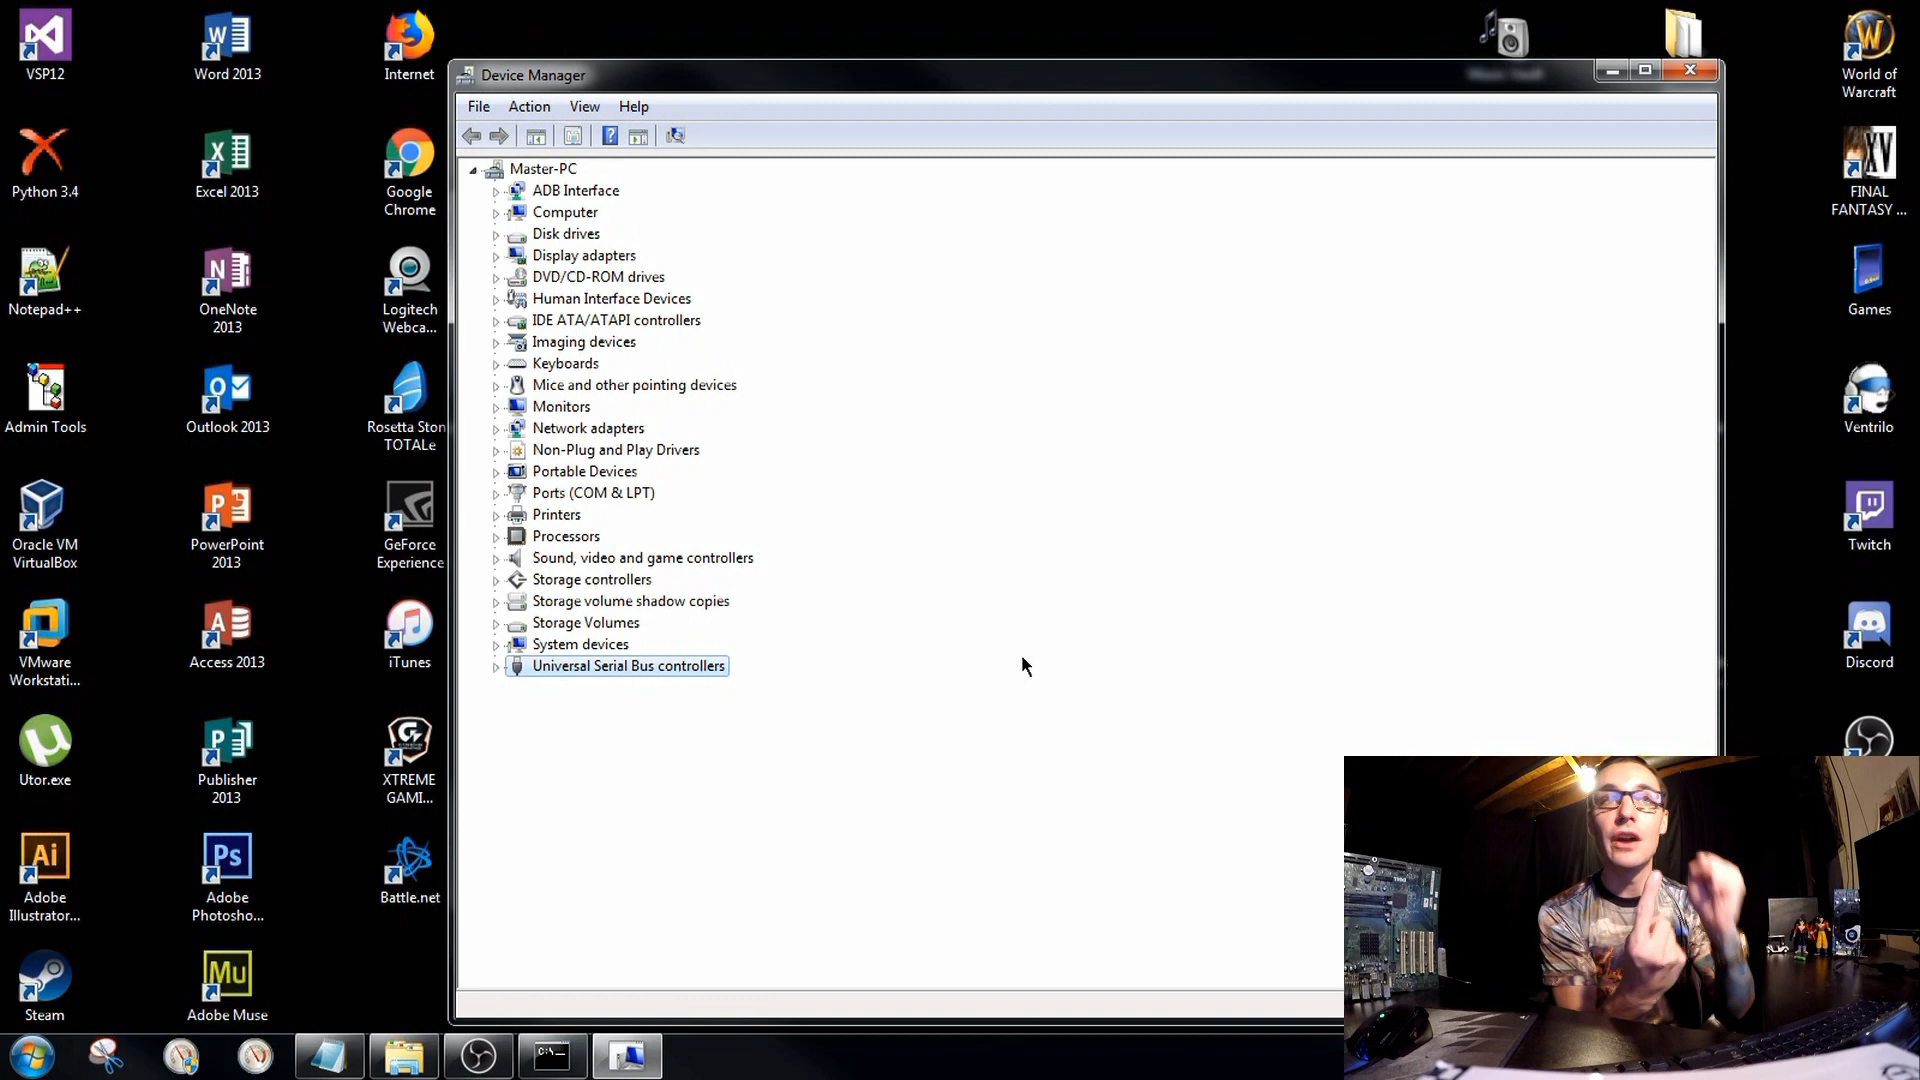 VSP12
Word 2013
Internet
Python 3.4
Excel 2013
Google
Chrome
Notepad++
OneNote
2013
Logitech
Webca...
Admin Tools
Outlook 2013
Rosetta Ston
TOTALe
Oracle VM
VirtualBox
PowerPoint
2013
GeForce
Experience
VMware
Workstati...
Access 2013
iTunes
Utor.exe
Publisher
2013
XTREME
GAMI...
Adobe
Illustrator...
Adobe
Photosho...
Battle.net
Steam
Adobe Muse
Device Manager
File Action View Help
Master-PC
ADB Interface
Computer
Disk drives
Display adapters
DVD/CD-ROM drives
Human Interface Devices
IDE ATA/ATAPI controllers
Imaging devices
Keyboards
Mice and other pointing devices
Monitors
Network adapters
Non-Plug and Play Drivers
Portable Devices
Ports (COM & LPT)
Printers
Processors
Sound, video and game controllers
Storage controllers
Storage volume shadow copies
Storage Volumes
System devices
Universal Serial Bus controllers
World of
Warcraft
FINAL
FANTASY ...
Games
Ventrilo
Twitch
Discord